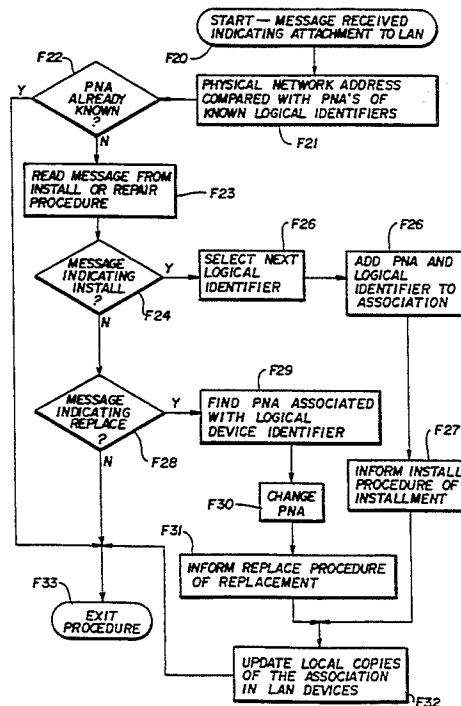 START — MESSAGE RECEIVED
INDICATING ATTACHMENT TO LAN
F20
F22
Y
PNA
ALREADY
KNOWN
?
N
PHYSICAL NETWORK ADDRESS
COMPARED WITH PNA'S OF
KNOWN LOGICAL IDENTIFIERS
F21
READ MESSAGE FROM
INSTALL OR REPAIR
PROCEDURE
F23
MESSAGE
INDICATING
INSTALL
?
Y
F24
N
F26
SELECT NEXT
LOGICAL
IDENTIFIER
F26
ADD PNA AND
LOGICAL
IDENTIFIER TO
ASSOCIATION
MESSAGE
INDICATING
REPLACE
?
Y
F28
N
F29
FIND PNA ASSOCIATED
WITH LOGICAL
DEVICE IDENTIFIER
F27
INFORM INSTALL
PROCEDURE OF
INSTALLMENT
F30
CHANGE
PNA
F31
INFORM REPLACE PROCEDURE
OF REPLACEMENT
F33
EXIT
PROCEDURE
UPDATE LOCAL COPIES
OF THE ASSOCIATION
IN LAN DEVICES
F32